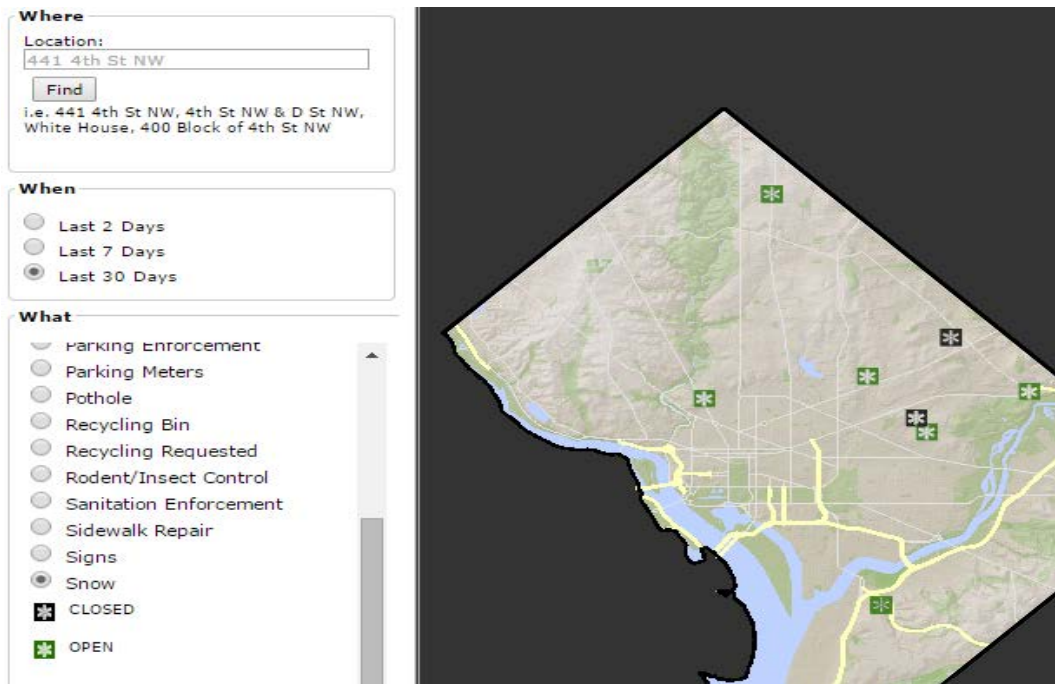 Where
Location:
441 4th St NW
Find
i.e. 441 4th St NW, 4th St NW & D St NW,
White House, 400 Block of 4th St NW
When
Last 2 Days
Last 7 Days
Last 30 Days
What
Parking Enforcement
Parking Meters
Pothole
Recycling Bin
Recycling Requested
Rodent/Insect Control
Sanitation Enforcement
Sidewalk Repair
Signs
Snow
CLOSED
OPEN